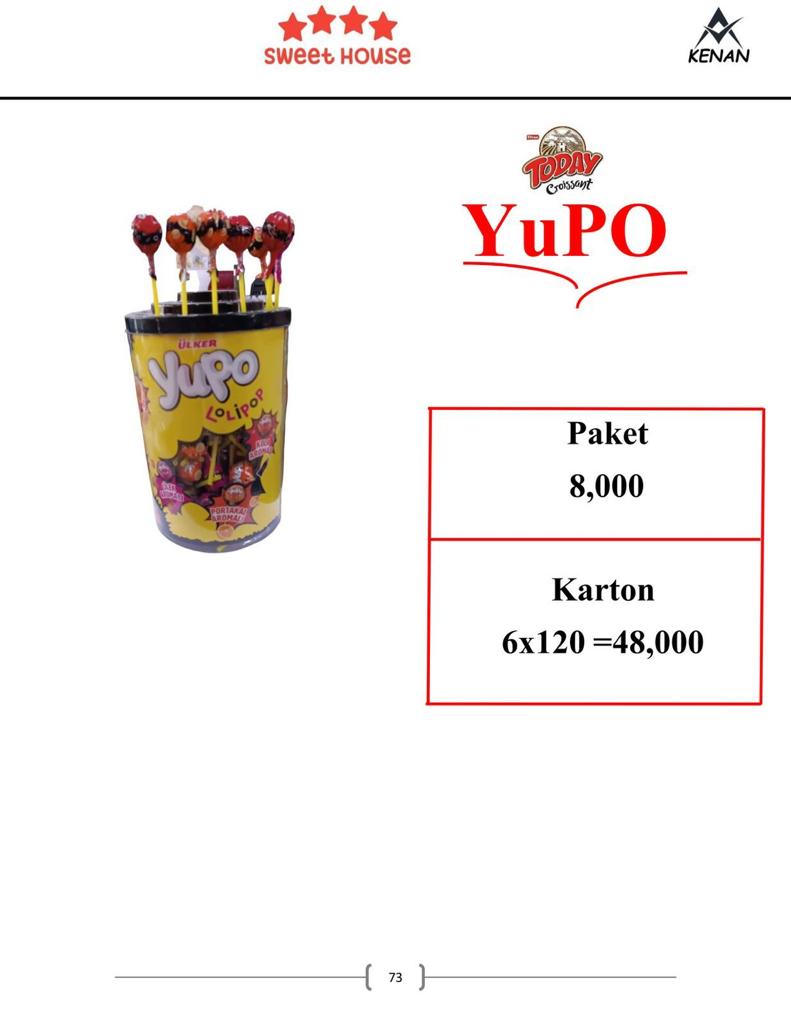 SWEET HOUSE
KENAN
TODAY
Croissant
YuPO
ÜLKER
YuPO
LOLiPOP
PORTAKAL
AROMALI
Paket
8,000
Karton
6x120 =48,000
73